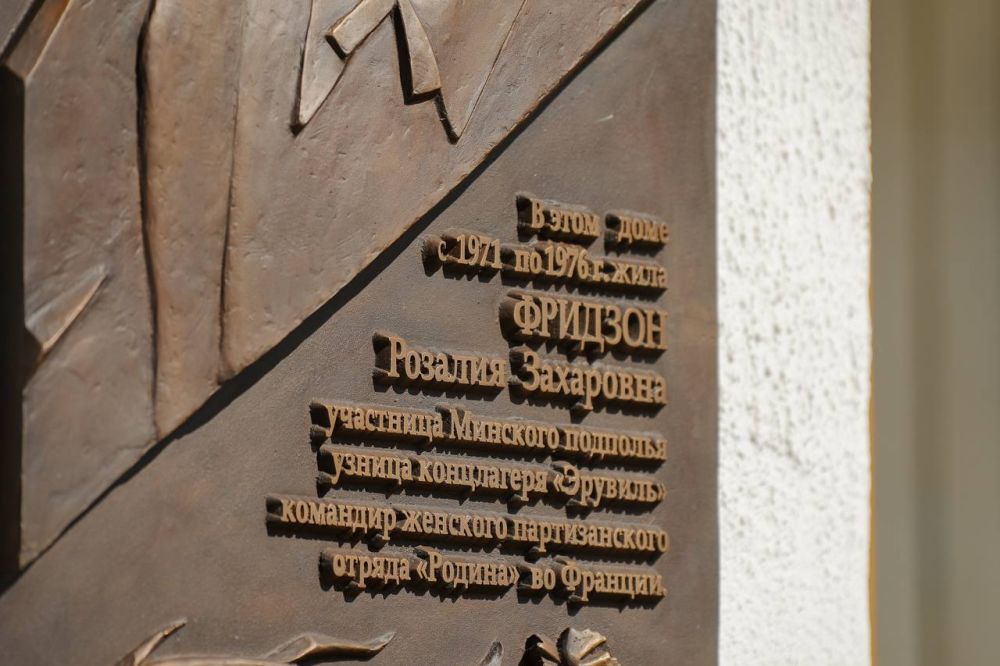 В этом доме
с 1971 по 1976 г. жила
ФРИДЗОН
Розалия Захаровна
участница Минского подполья
узница концлагеря «Эрувиль»
командир женского партизанского
отряда «Родина» во Франции.